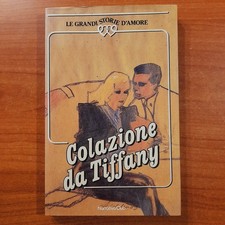 LE GRANDI STORIE D'AMORE
Colazione
da Tiffany